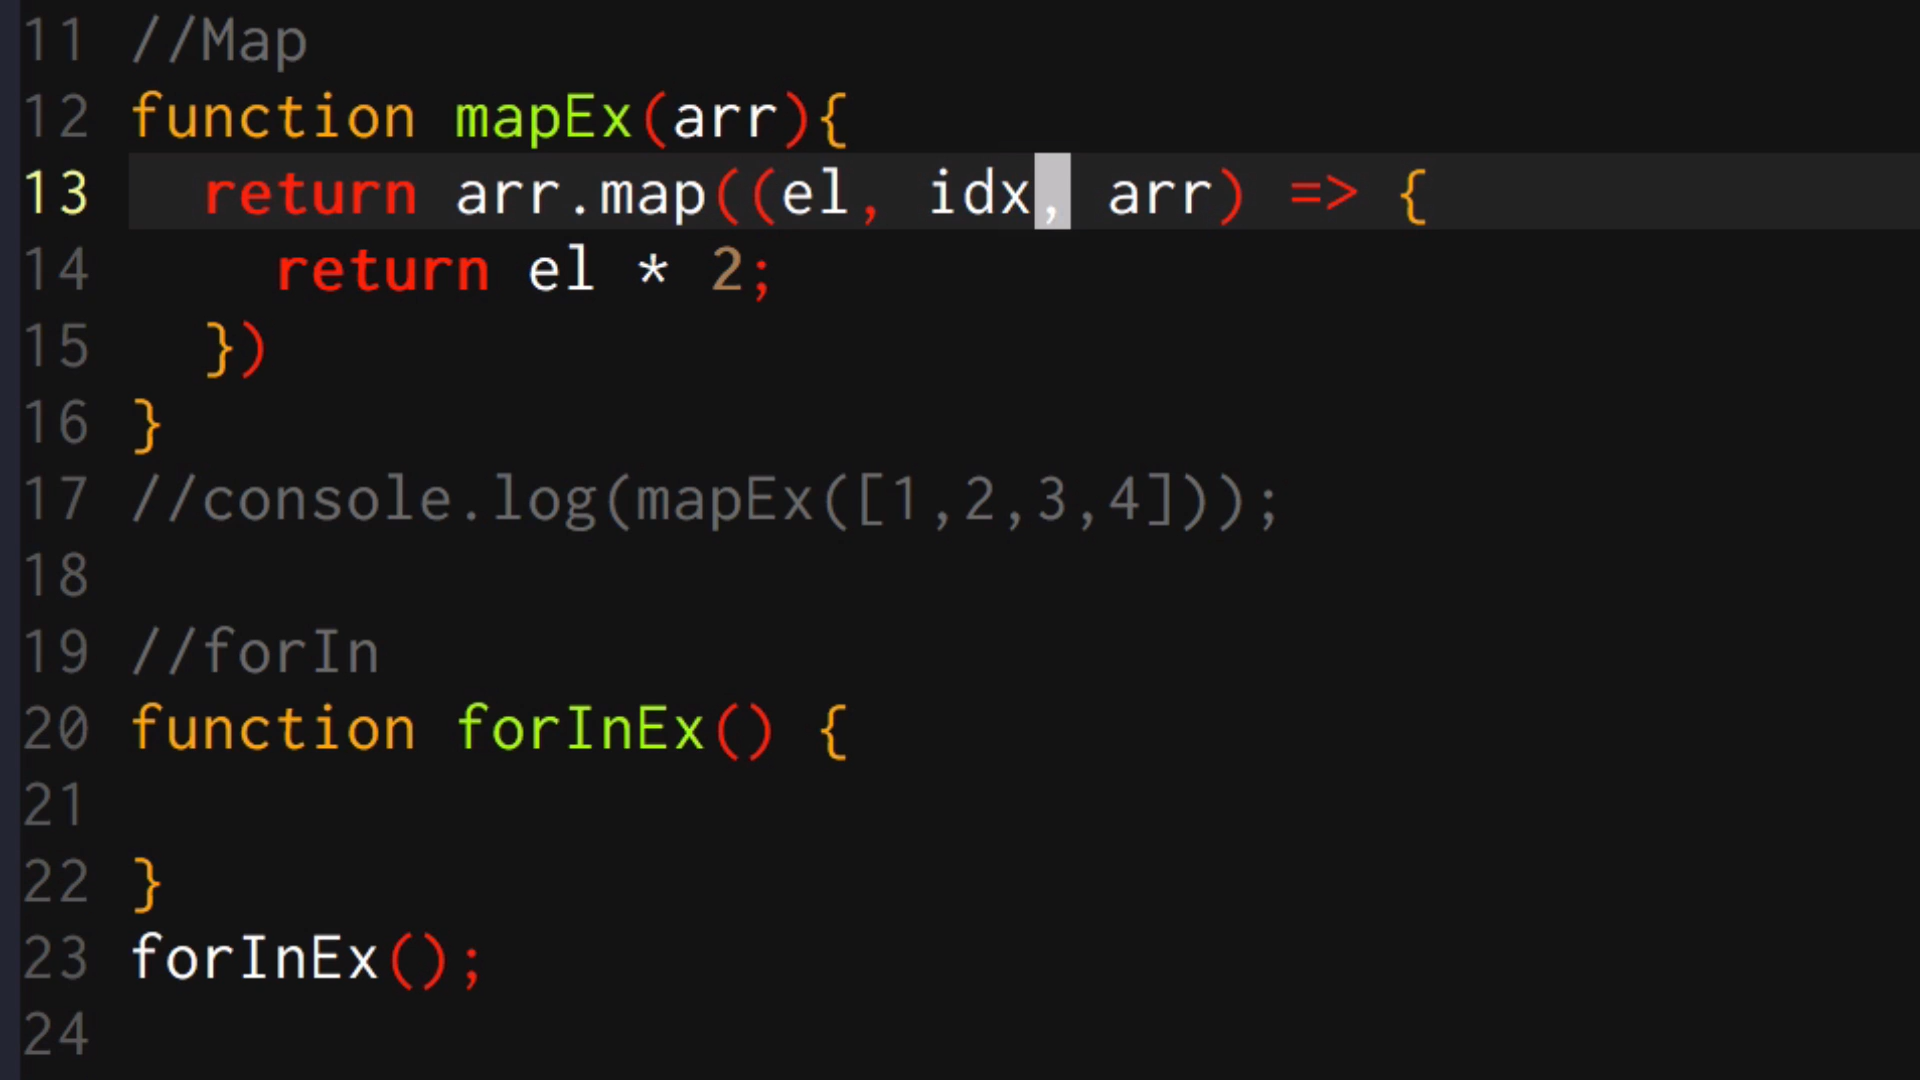 11 //Map
12 function mapEx(arr){
13   return arr.map((el, idx, arr) => {
14     return el * 2;
15   })
16 }
17 //console.log(mapEx([1,2,3,4]));
18
19 //forIn
20 function forInEx() {
21
22 }
23 forInEx();
24